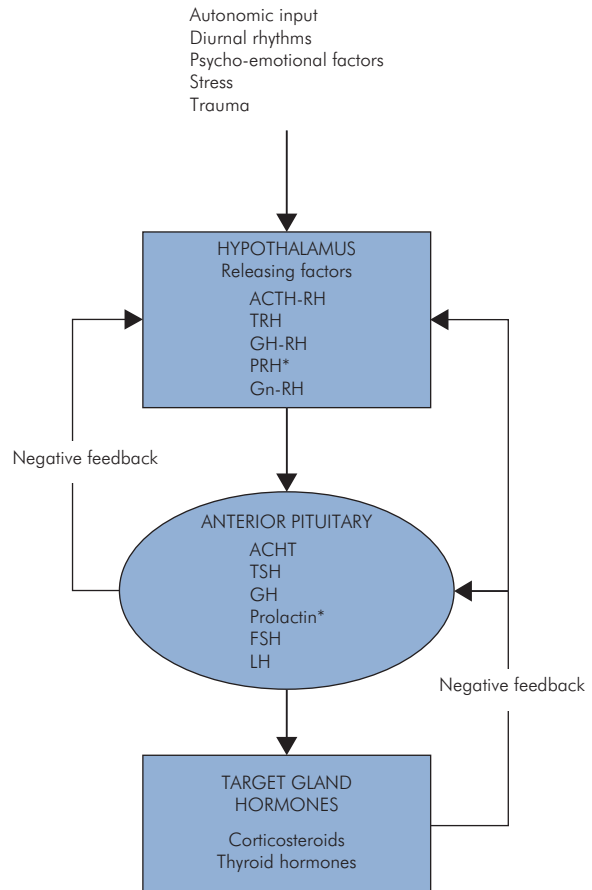 Autonomic input
Diurnal rhythms
Psycho-emotional factors
Stress
Trauma
HYPOTHALAMUS
Releasing factors
ACTH-RH
TRH
GH-RH
PRH*
Gn-RH
Negative feedback
ANTERIOR PITUITARY
ACHT
TSH
GH
Prolactin*
FSH
LH
Negative feedback
TARGET GLAND
HORMONES
Corticosteroids
Thyroid hormones